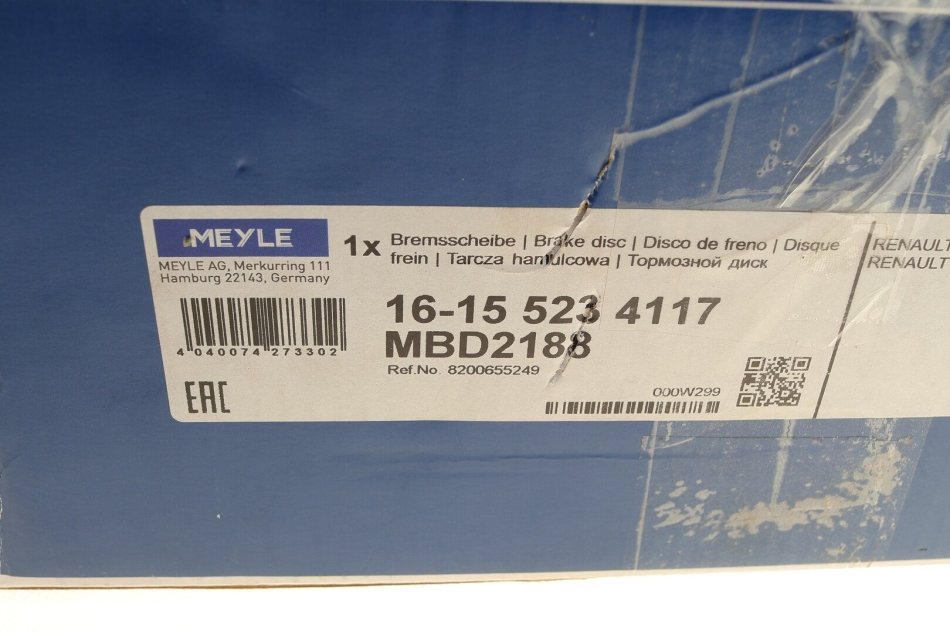 MEYLE
MEYLE AG, Merkurring 111
Hamburg 22143, Germany
4 040074 273302
EAC
1x
Bremsscheibe | Brake disc | Disco de freno | Disque
frein | Tarcza hamulcowa | Тормозной диск
16-15 523 4117
MBD2188
Ref.No. 8200655249
000W299
RENAULT
RENAULT